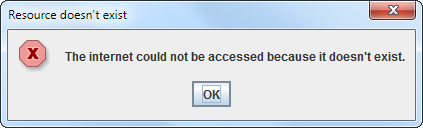 Resource doesn't exist
The internet could not be accessed because it doesn't exist.
OK